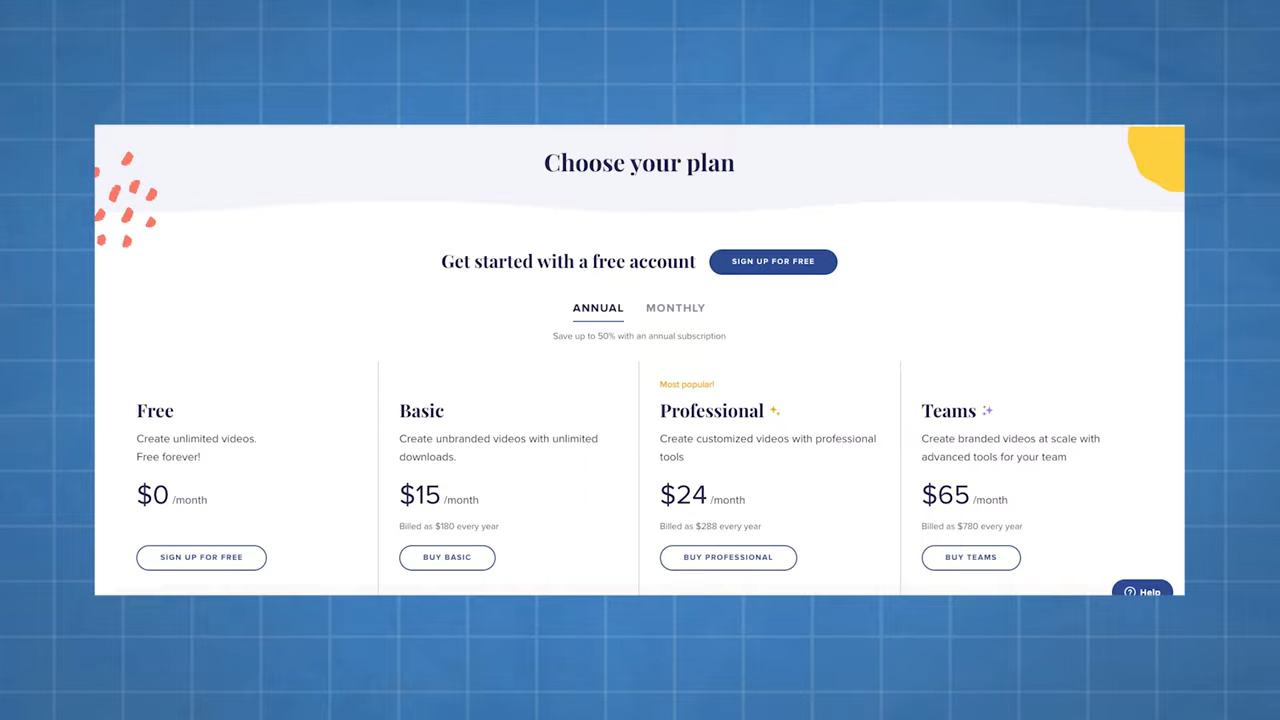 Choose your plan
Get started with a free account
SIGN UP FOR FREE
ANNUAL
MONTHLY
Save up to 50% with an annual subscription
Free
Create unlimited videos.
Free forever!
$0 /month
SIGN UP FOR FREE
Basic
Create unbranded videos with unlimited
downloads.
$15 /month
Billed as $180 every year
BUY BASIC
Most popular!
Professional
Create customized videos with professional
tools
$24 /month
Billed as $288 every year
BUY PROFESSIONAL
Teams
Create branded videos at scale with
advanced tools for your team
$65 /month
Billed as $780 every year
BUY TEAMS
Help